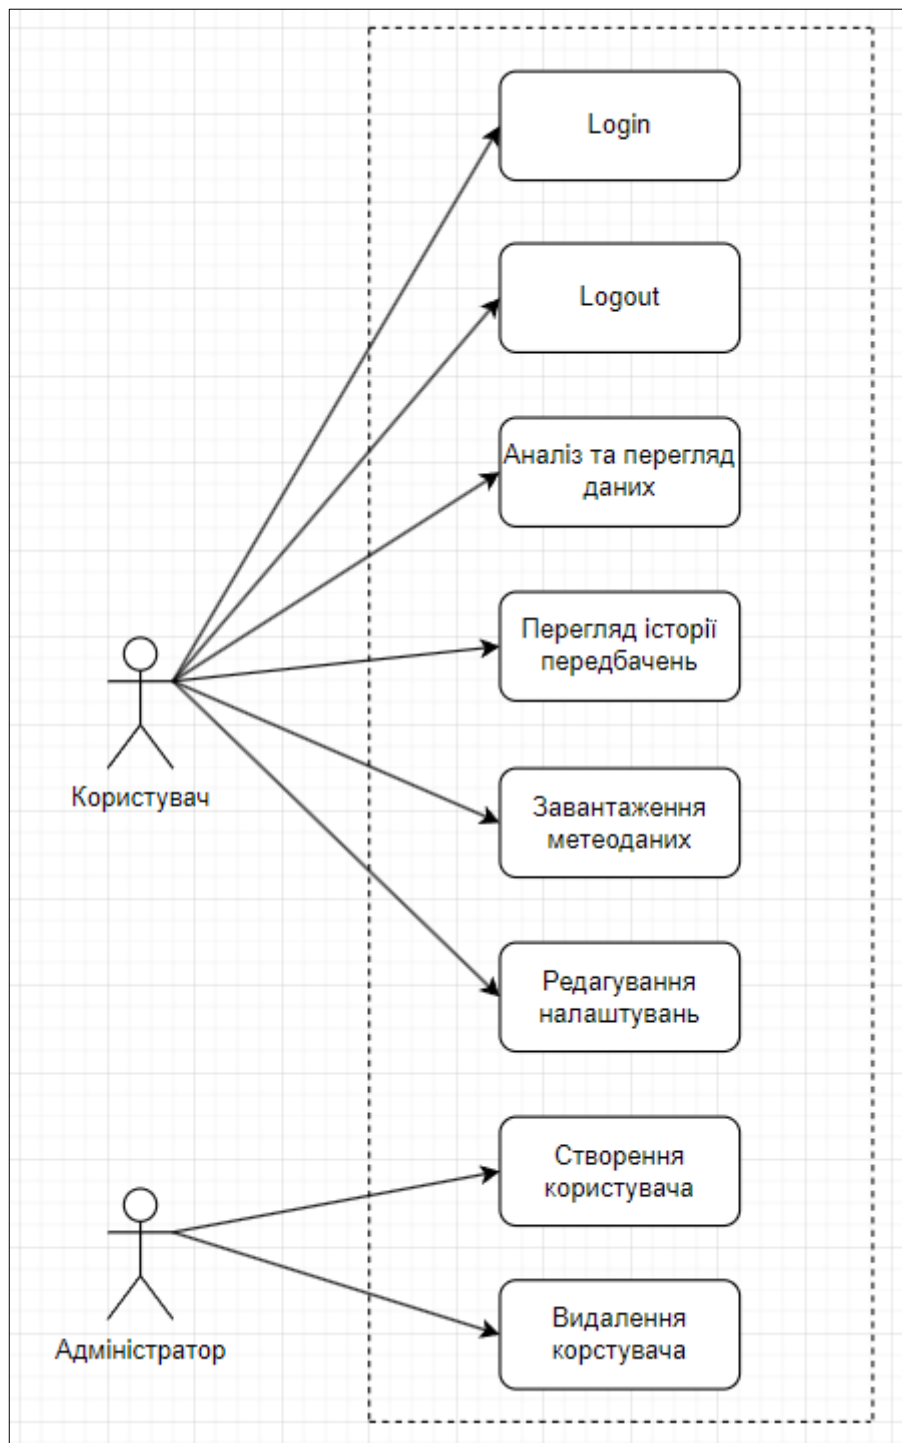 Login
Logout
Аналіз та перегляд
даних
Перегляд історії
передбачень
Користувач
Завантаження
метеоданих
Редагування
налаштувань
Створення
користувача
Адміністратор
Видалення
корстувача